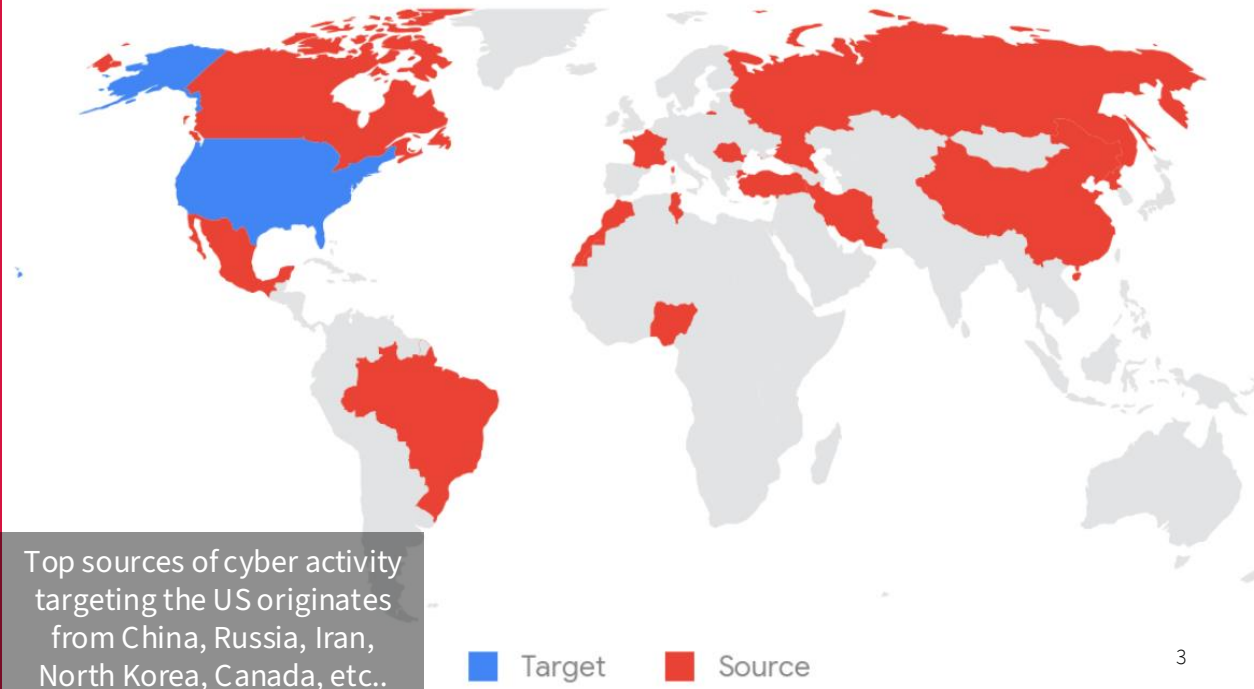 Top sources of cyber activity
targeting the US originates
from China, Russia, Iran,
North Korea, Canada, etc..
Target
Source
3